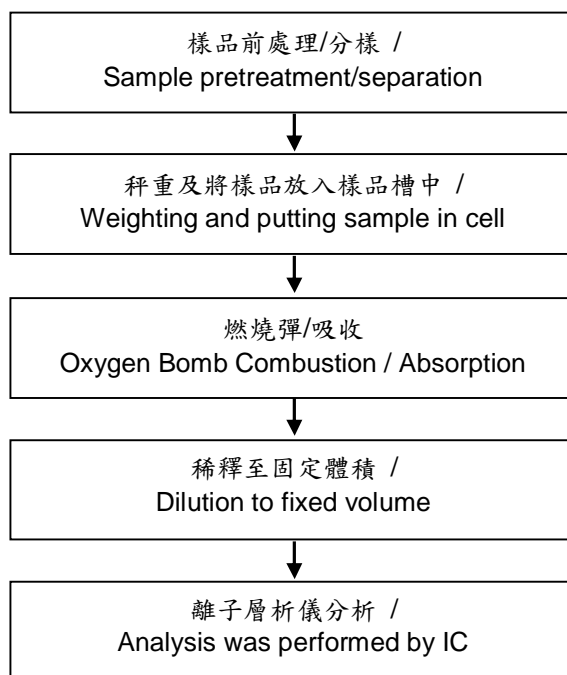 樣品前處理/分樣 /
Sample pretreatment/separation
秤重及將樣品放入樣品槽中 /
Weighting and putting sample in cell
燃燒彈/吸收
Oxygen Bomb Combustion / Absorption
稀釋至固定體積 /
Dilution to fixed volume
離子層析儀分析 /
Analysis was performed by IC